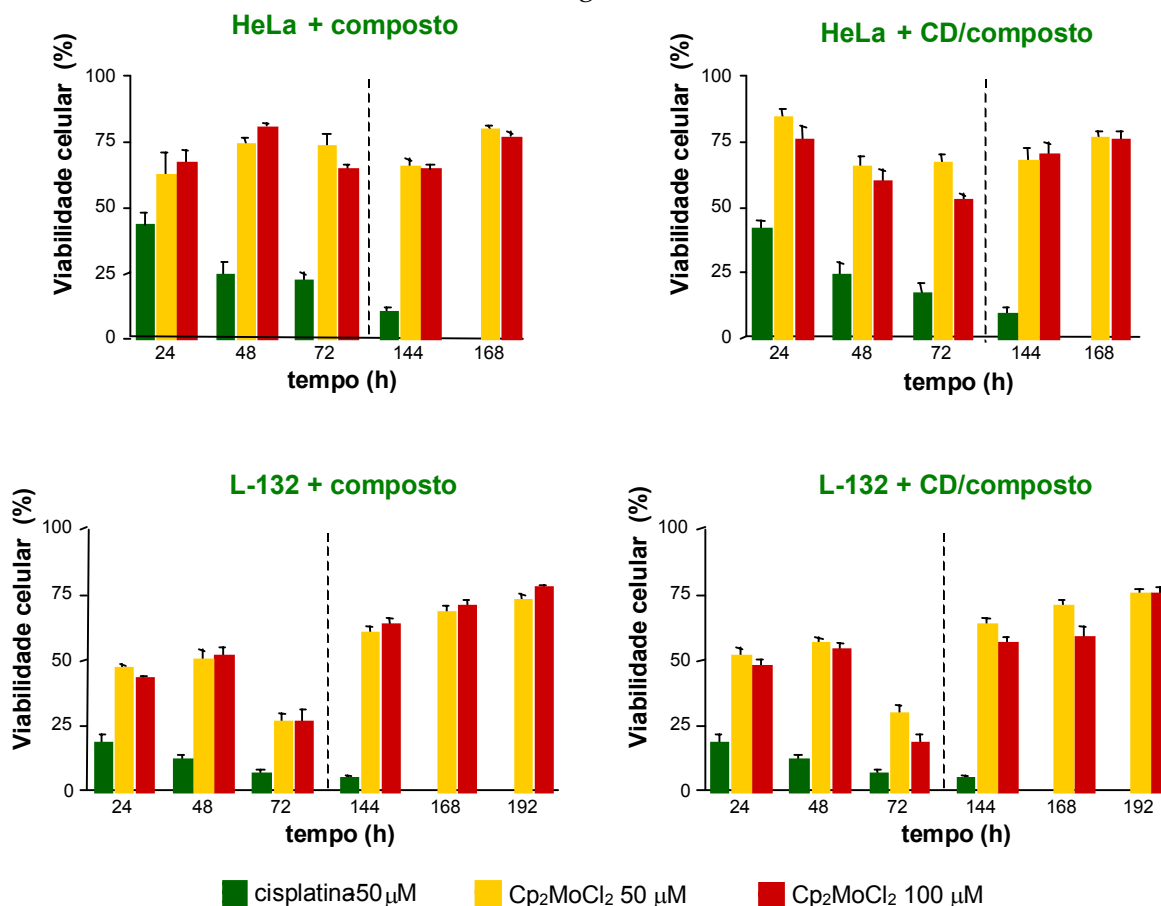 HeLa + composto
Viabilidade celular (%)
100
75
50
25
0
24 48 72 144 168
tempo (h)
HeLa + CD/composto
Viabilidade celular (%)
100
75
50
25
0
24 48 72 144 168
tempo (h)
L-132 + composto
Viabilidade celular (%)
100
75
50
25
0
24 48 72 144 168 192
tempo (h)
L-132 + CD/composto
Viabilidade celular (%)
100
75
50
25
0
24 48 72 144 168 192
tempo (h)
cisplatina-50 μM Cp₂MoCl₂ 50 μM Cp₂MoCl₂ 100 μM